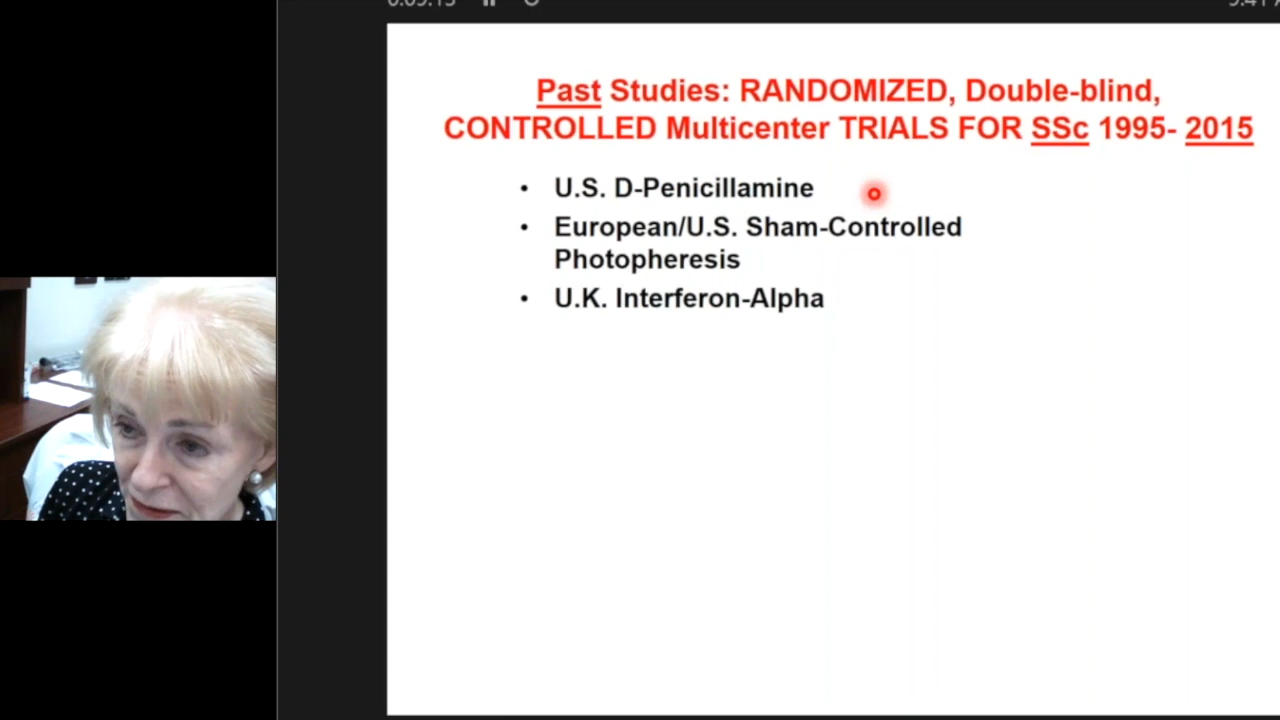 Past Studies: RANDOMIZED, Double-blind,
CONTROLLED Multicenter TRIALS FOR SSc 1995- 2015
• U.S. D-Penicillamine
• European/U.S. Sham-Controlled
Photopheresis
• U.K. Interferon-Alpha